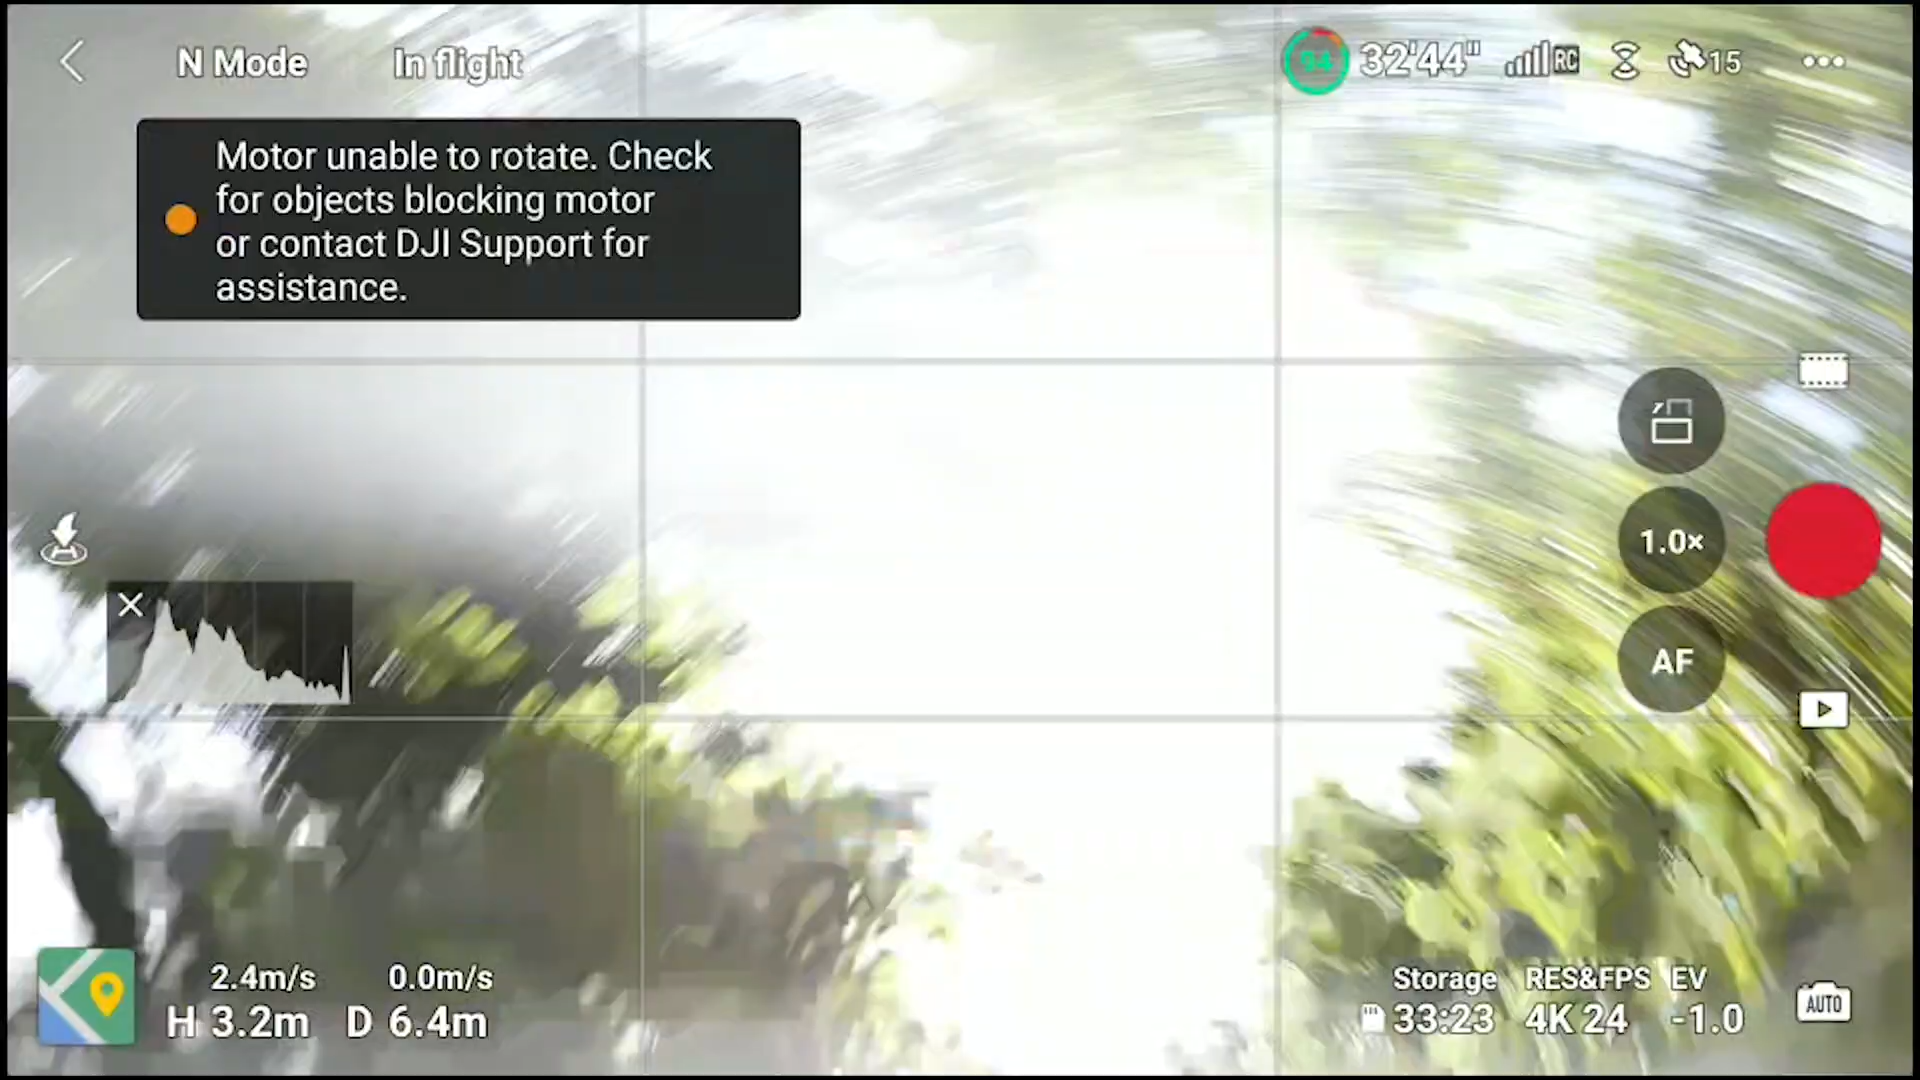 N Mode In flight
94 32'44" RC 15
Motor unable to rotate. Check
for objects blocking motor
or contact DJI Support for
assistance.
1.0×
AF
2.4m/s 0.0m/s
H 3.2m D 6.4m
Storage RES&FPS EV
33:23 4K 24 -1.0
AUTO